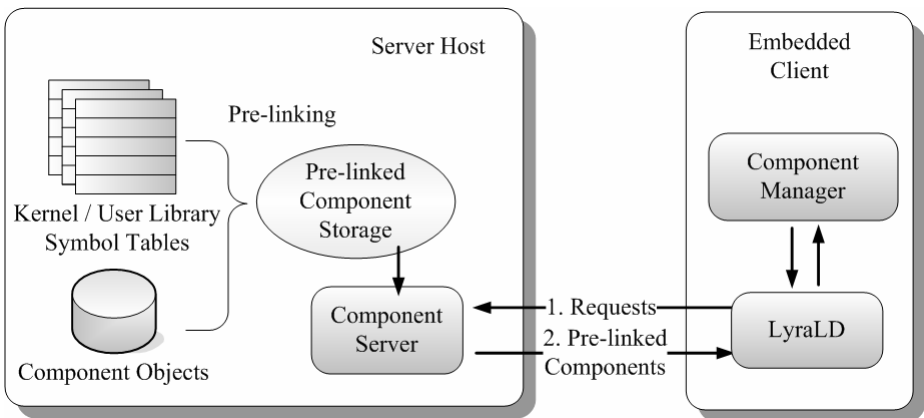 Server Host
Pre-linking
Kernel / User Library
Symbol Tables
Component Objects
Pre-linked
Component
Storage
Component
Server
1. Requests
2. Pre-linked
Components
Embedded
Client
Component
Manager
LyraLD